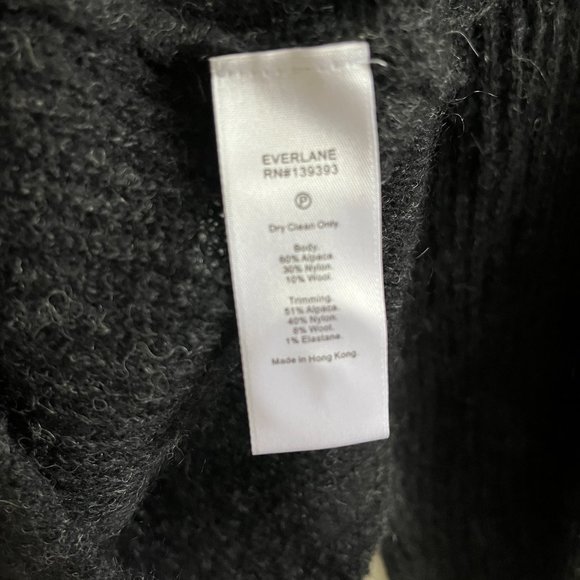 EVERLANE
RN#139393
P
Dry Clean Only
Body.
60% Alpaca.
30% Nylon.
10% Wool.
Trimming.
51% Alpaca.
40% Nylon.
8% Wool.
1% Elastane.
Made in Hong Kong.